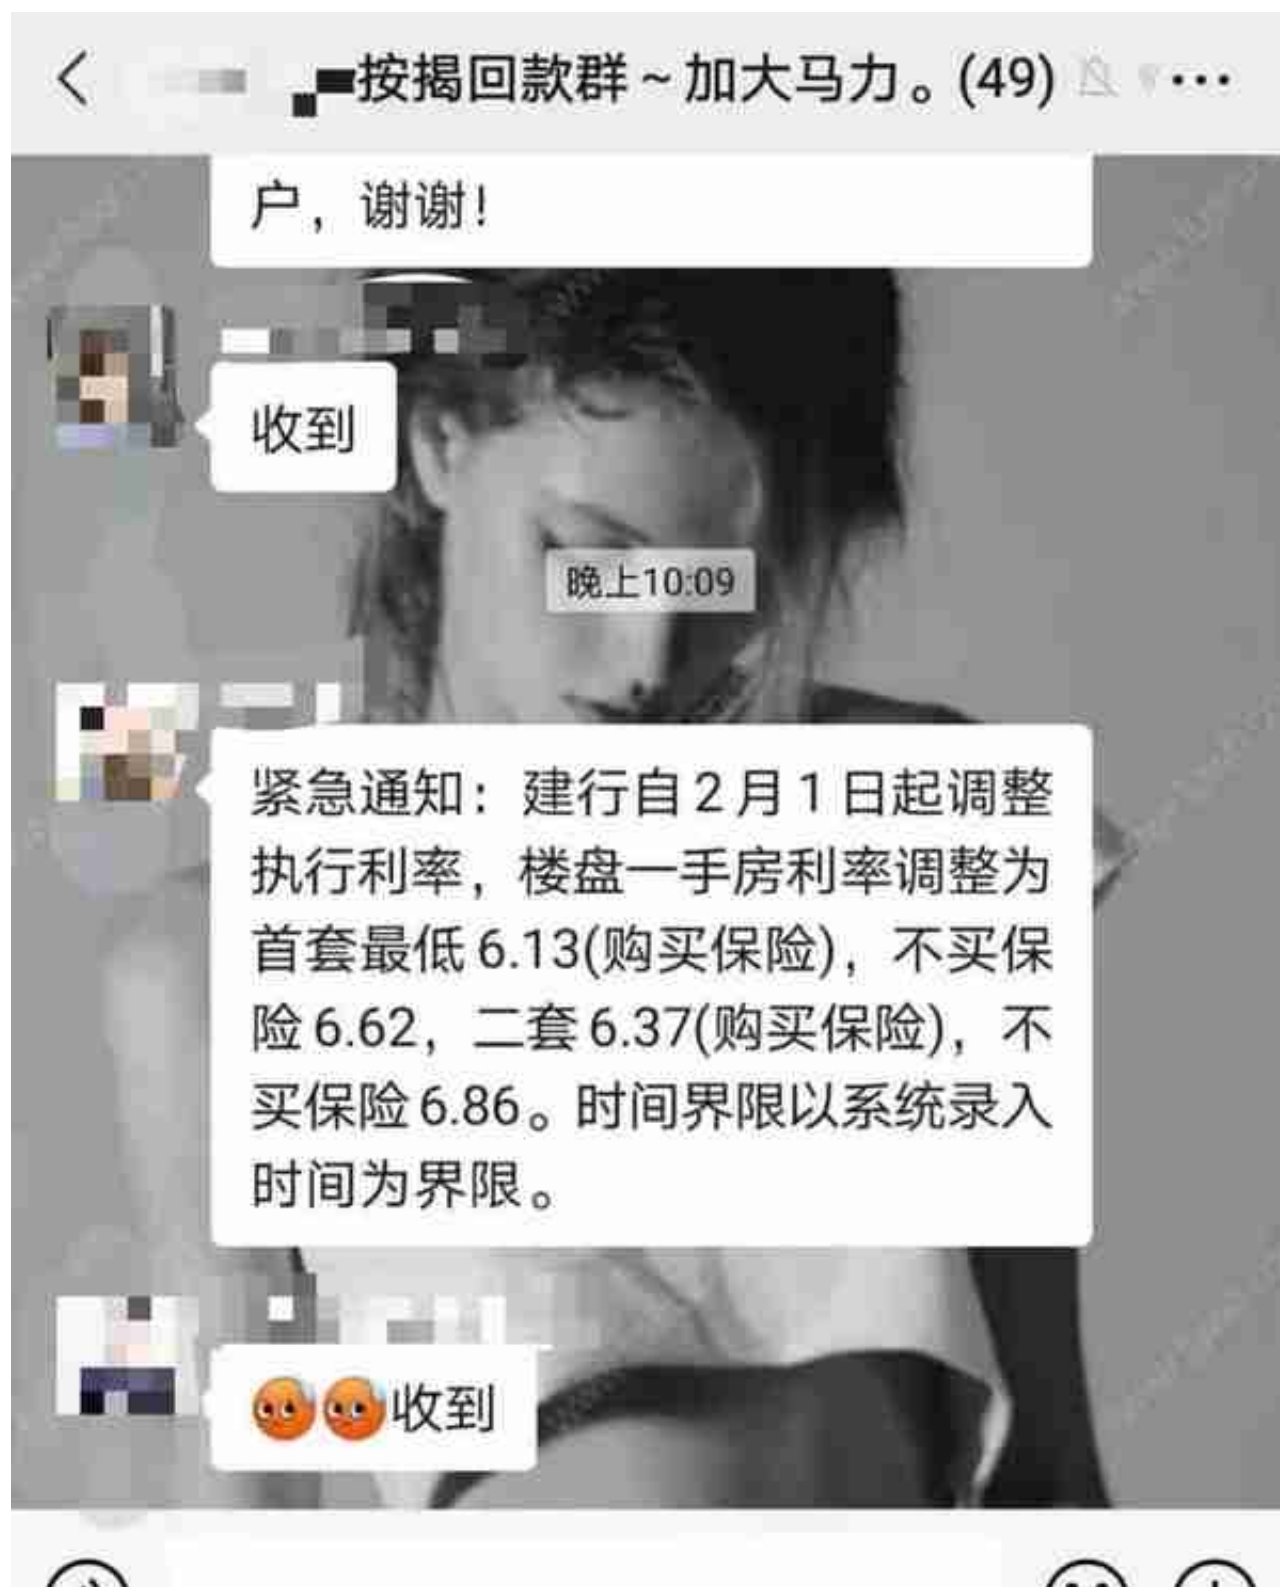 按揭回款群～加大马力。(49)
户，谢谢！
收到
晚上10:09
紧急通知：建行自2月1日起调整
执行利率，楼盘一手房利率调整为
首套最低6.13(购买保险)，不买保
险6.62，二套6.37(购买保险)，不
买保险6.86。时间界限以系统录入
时间为界限。
收到